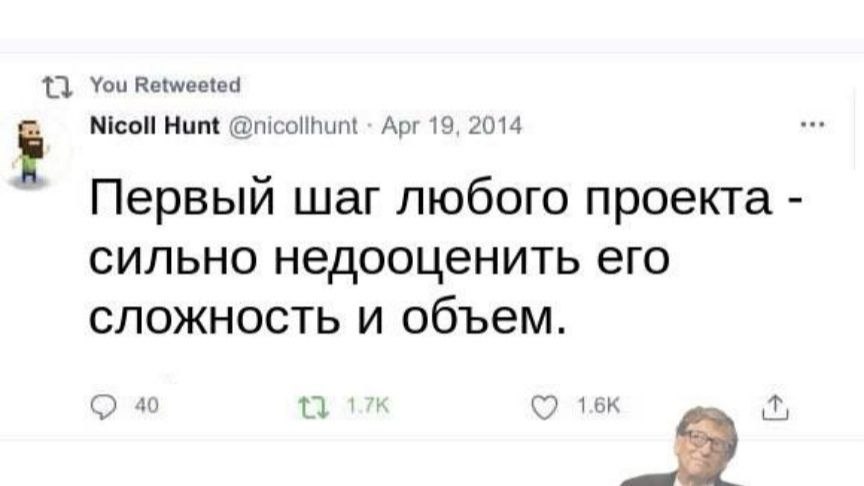 You Retweeted
Nicoll Hunt @nicollhunt · Apr 19, 2014
Первый шаг любого проекта -
сильно недооценить его
сложность и объем.
40 1.7K 1.6K